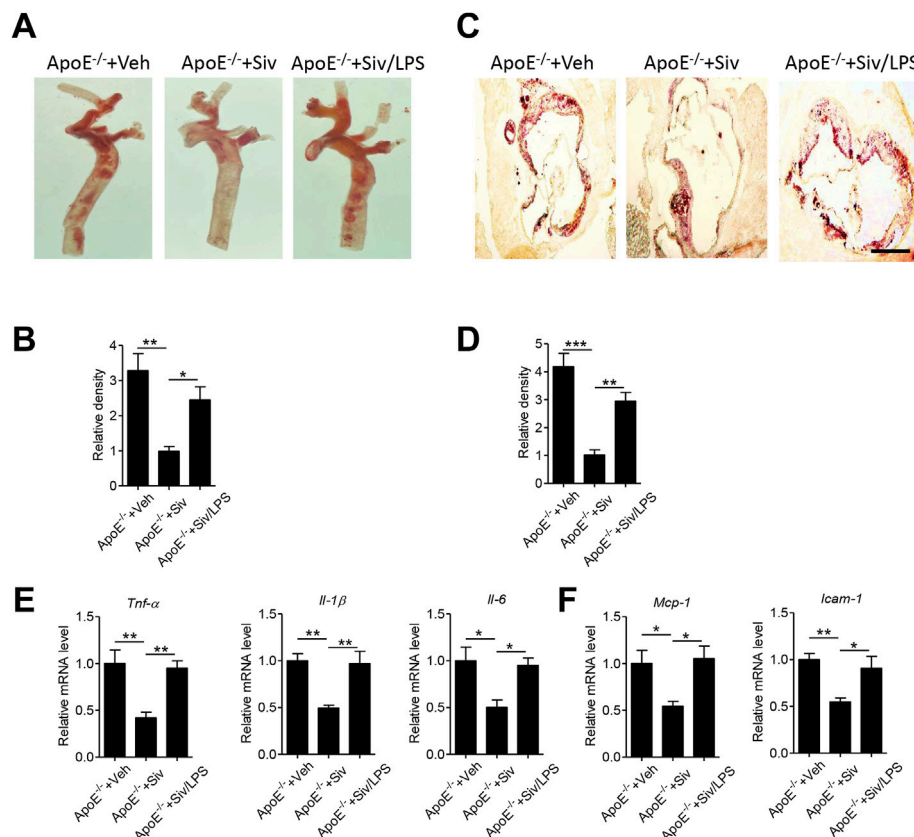 A
ApoE⁻/⁻+Veh ApoE⁻/⁻+Siv ApoE⁻/⁻+Siv/LPS
C
ApoE⁻/⁻+Veh ApoE⁻/⁻+Siv ApoE⁻/⁻+Siv/LPS
B
Relative density
4
3
2
1
0
** *
ApoE⁻/⁻+Veh
ApoE⁻/⁻+Siv
ApoE⁻/⁻+Siv/LPS
D
Relative density
5
4
3
2
1
0
*** **
ApoE⁻/⁻+Veh
ApoE⁻/⁻+Siv
ApoE⁻/⁻+Siv/LPS
E
Tnf-α
Relative mRNA level
1.5
1.0
0.5
0.0
** **
ApoE⁻/⁻+Veh
ApoE⁻/⁻+Siv
ApoE⁻/⁻+Siv/LPS
Il-1β
Relative mRNA level
1.5
1.0
0.5
0.0
** **
ApoE⁻/⁻+Veh
ApoE⁻/⁻+Siv
ApoE⁻/⁻+Siv/LPS
Il-6
Relative mRNA level
1.5
1.0
0.5
0.0
* *
ApoE⁻/⁻+Veh
ApoE⁻/⁻+Siv
ApoE⁻/⁻+Siv/LPS
F
Mcp-1
Relative mRNA level
1.5
1.0
0.5
0.0
* *
ApoE⁻/⁻+Veh
ApoE⁻/⁻+Siv
ApoE⁻/⁻+Siv/LPS
Icam-1
Relative mRNA level
1.5
1.0
0.5
0.0
** *
ApoE⁻/⁻+Veh
ApoE⁻/⁻+Siv
ApoE⁻/⁻+Siv/LPS